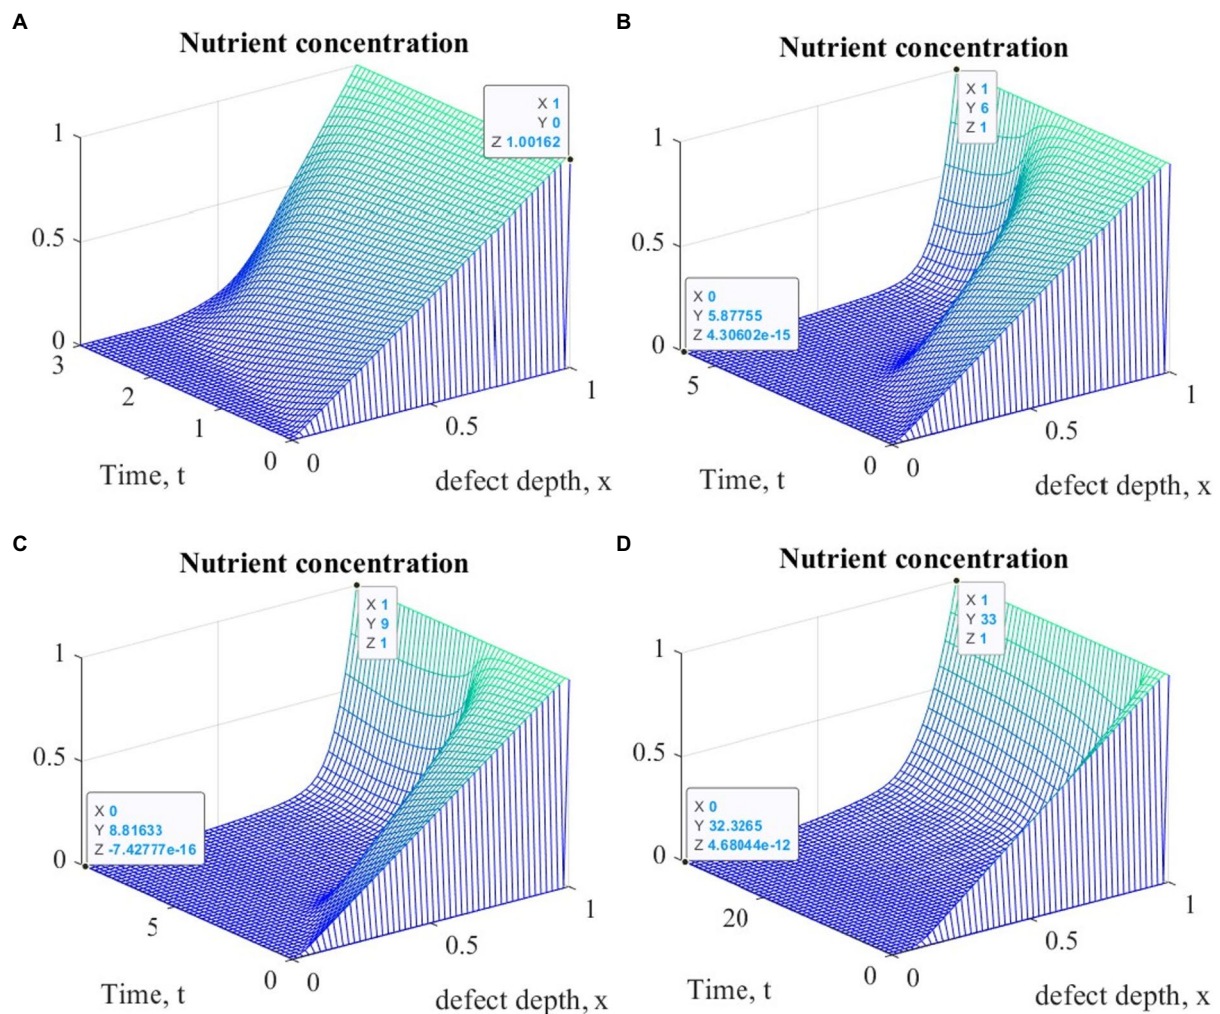 A
Nutrient concentration
X 1
Y 0
Z 1.00162
1
0.5
0
3
2
1
0
0
0.5
1
Time, t
defect depth, x
B
Nutrient concentration
X 1
Y 6
Z 1
1
0.5
X 0
Y 5.87755
Z 4.30602e-15
0
5
0
0
0.5
1
Time, t
defect depth, x
C
Nutrient concentration
X 1
Y 9
Z 1
1
0.5
X 0
Y 8.81633
Z -7.42777e-16
0
5
0
0
0.5
1
Time, t
defect depth, x
D
Nutrient concentration
X 1
Y 33
Z 1
1
0.5
X 0
Y 32.3265
Z 4.68044e-12
0
20
0
0
0.5
1
Time, t
defect depth, x